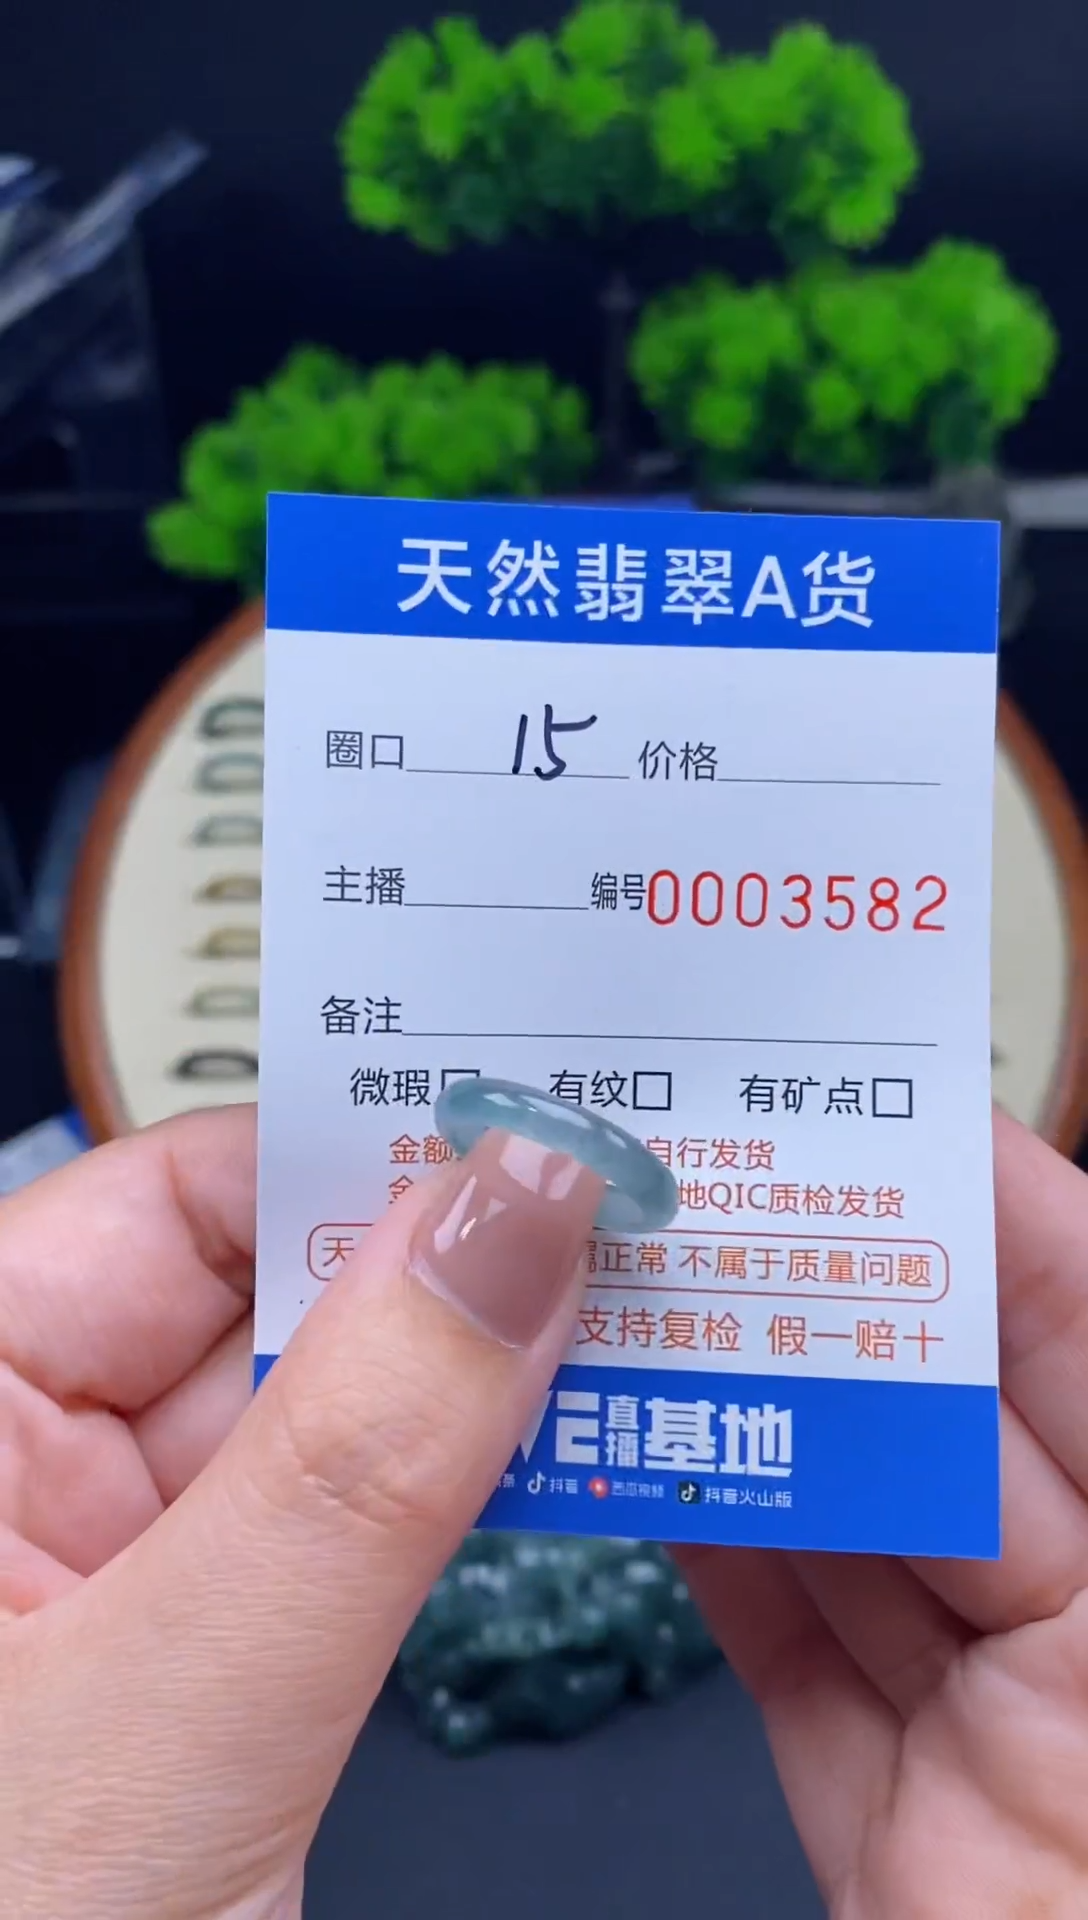 天然翡翠A货
圈口 15 价格
主播 编号0003582
备注
微瑕 有纹 有矿点
金额 自行发货
地QIC质检发货
天 属正常 不属于质量问题
支持复检 假一赔十
VE直播基地
抖音 西瓜视频 抖音火山版